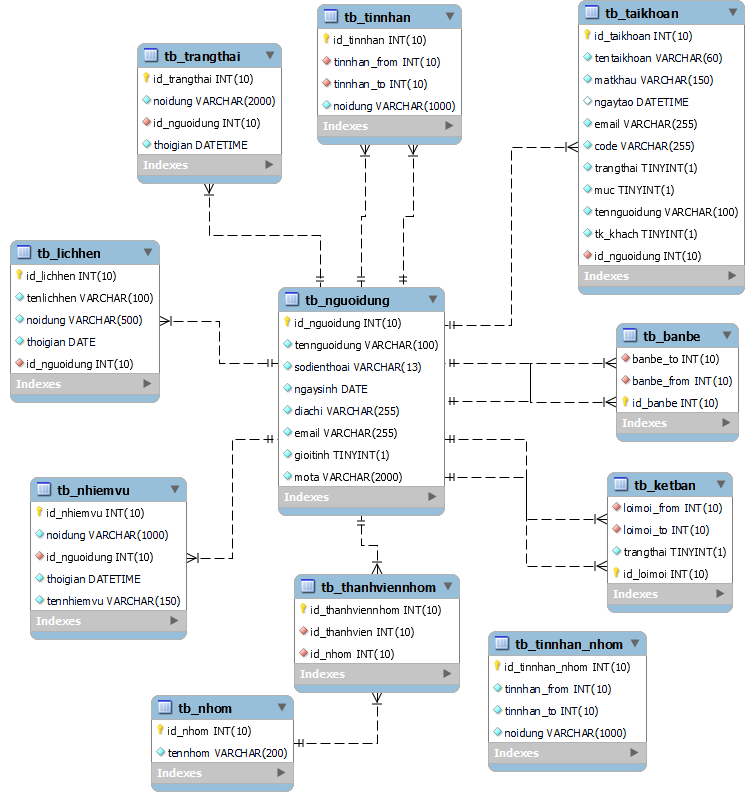 tb_tinnhan
id_tinnhan INT(10)
tinnhan_from INT(10)
tinnhan_to INT(10)
noidung VARCHAR(1000)
Indexes
tb_taikhoan
id_taikhoan INT(10)
tentaikhoan VARCHAR(60)
matkhau VARCHAR(150)
ngaytao DATETIME
email VARCHAR(255)
code VARCHAR(255)
trangthai TINYINT(1)
muc TINYINT(1)
tennguoidung VARCHAR(100)
tk_khach TINYINT(1)
id_nguoidung INT(10)
Indexes
tb_trangthai
id_trangthai INT(10)
noidung VARCHAR(2000)
id_nguoidung INT(10)
thoigian DATETIME
Indexes
tb_lichhen
id_lichhen INT(10)
tenlichhen VARCHAR(100)
noidung VARCHAR(500)
thoigian DATE
id_nguoidung INT(10)
Indexes
tb_nguoidung
id_nguoidung INT(10)
tennguoidung VARCHAR(100)
sodienthoai VARCHAR(13)
ngaysinh DATE
diachi VARCHAR(255)
email VARCHAR(255)
gioitinh TINYINT(1)
mota VARCHAR(2000)
Indexes
tb_banbe
banbe_to INT(10)
banbe_from INT(10)
id_banbe INT(10)
Indexes
tb_ketban
loimoi_from INT(10)
loimoi_to INT(10)
trangthai TINYINT(1)
id_loimoi INT(10)
Indexes
tb_nhiemvu
id_nhiemvu INT(10)
noidung VARCHAR(1000)
id_nguoidung INT(10)
thoigian DATETIME
tennhiemvu VARCHAR(150)
Indexes
tb_thanhviennhom
id_thanhviennhom INT(10)
id_thanhvien INT(10)
id_nhom INT(10)
Indexes
tb_tinnhan_nhom
id_tinnhan_nhom INT(10)
tinnhan_from INT(10)
tinnhan_to INT(10)
noidung VARCHAR(1000)
Indexes
tb_nhom
id_nhom INT(10)
tennhom VARCHAR(200)
Indexes